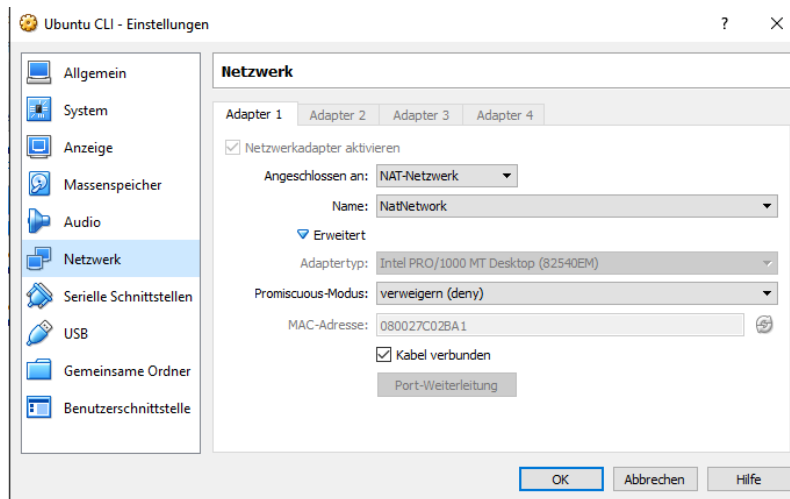 Ubuntu CLI - Einstellungen
Allgemein
System
Anzeige
Massenspeicher
Audio
Netzwerk
Serielle Schnittstellen
USB
Gemeinsame Ordner
Benutzerschnittstelle
Netzwerk
Adapter 1 Adapter 2 Adapter 3 Adapter 4
Netzwerkadapter aktivieren
Angeschlossen an: NAT-Netzwerk
Name: NatNetwork
Erweitert
Adaptertyp: Intel PRO/1000 MT Desktop (82540EM)
Promiscuous-Modus: verweigern (deny)
MAC-Adresse: 080027C02BA1
Kabel verbunden
Port-Weiterleitung
OK Abbrechen Hilfe